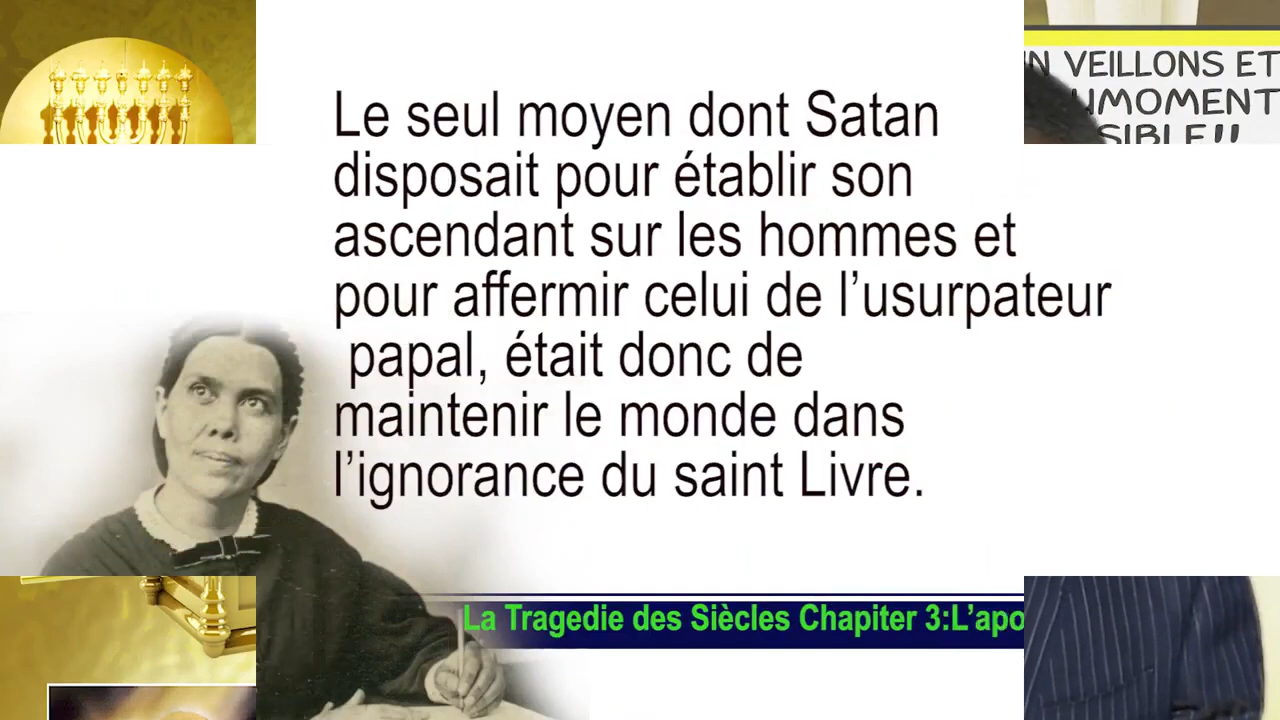 Le seul moyen dont Satan
disposait pour établir son
ascendant sur les hommes et
pour affermir celui de l’usurpateur
papal, était donc de
maintenir le monde dans
l’ignorance du saint Livre.
La Tragedie des Siècles Chapiter 3:L’apo
VEILLONS ET